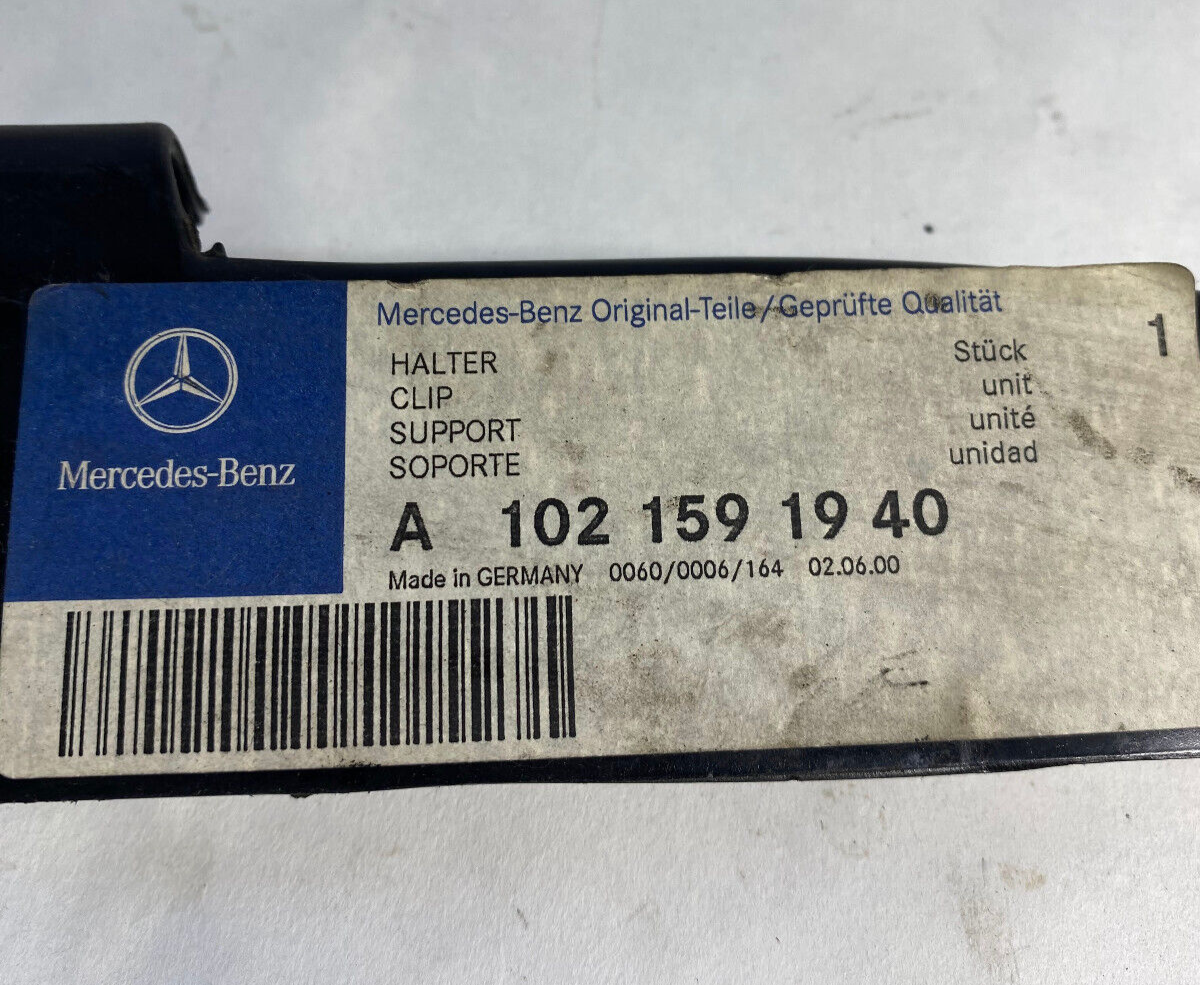 Mercedes-Benz
Mercedes-Benz Original-Teile/Geprüfte Qualität
HALTER Stück 1
CLIP unit
SUPPORT unité
SOPORTE unidad
A 102 159 19 40
Made in GERMANY 0060/0006/164 02.06.00